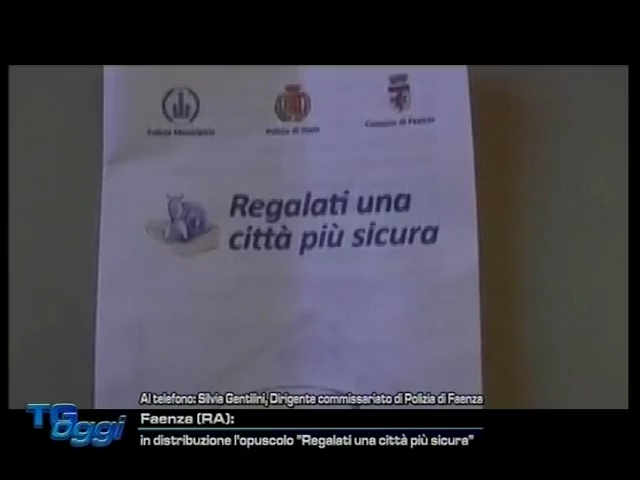 Polizia Municipale
Polizia di Stato
Comune di Faenza
Regalati una
città più sicura
Al telefono: Silvia Gentilini, Dirigente commissariato di Polizia di Faenza
TG oggi
Faenza (RA):
in distribuzione l'opuscolo "Regalati una città più sicura"